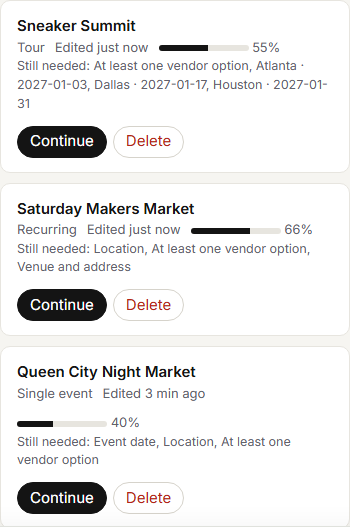 Sneaker Summit
Tour Edited just now 55%
Still needed: At least one vendor option, Atlanta ·
2027-01-03, Dallas · 2027-01-17, Houston · 2027-01-
31
Continue Delete
Saturday Makers Market
Recurring Edited just now 66%
Still needed: Location, At least one vendor option,
Venue and address
Continue Delete
Queen City Night Market
Single event Edited 3 min ago
40%
Still needed: Event date, Location, At least one
vendor option
Continue Delete